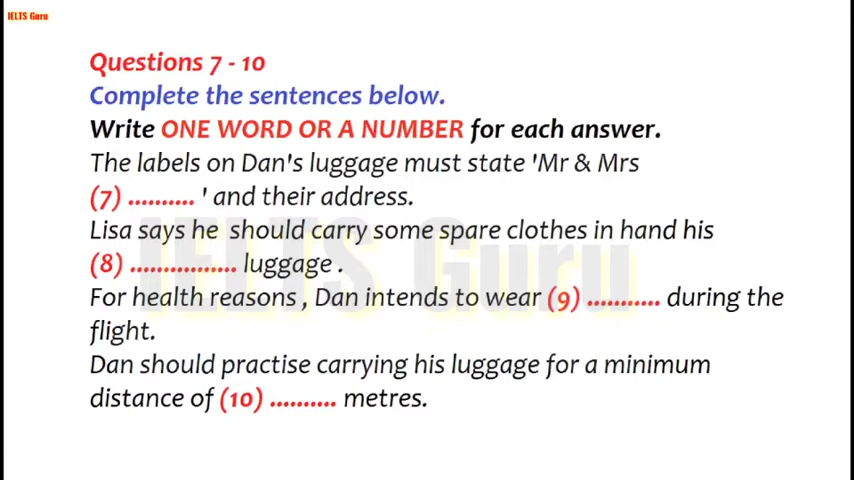 IELTS Guru
Questions 7 - 10
Complete the sentences below.
Write ONE WORD OR A NUMBER for each answer.
The labels on Dan's luggage must state 'Mr & Mrs
(7) .......... ' and their address.
Lisa says he should carry some spare clothes in hand his
(8) ................ luggage .
For health reasons , Dan intends to wear (9) ........... during the
flight.
Dan should practise carrying his luggage for a minimum
distance of (10) .......... metres.
IELTS Guru